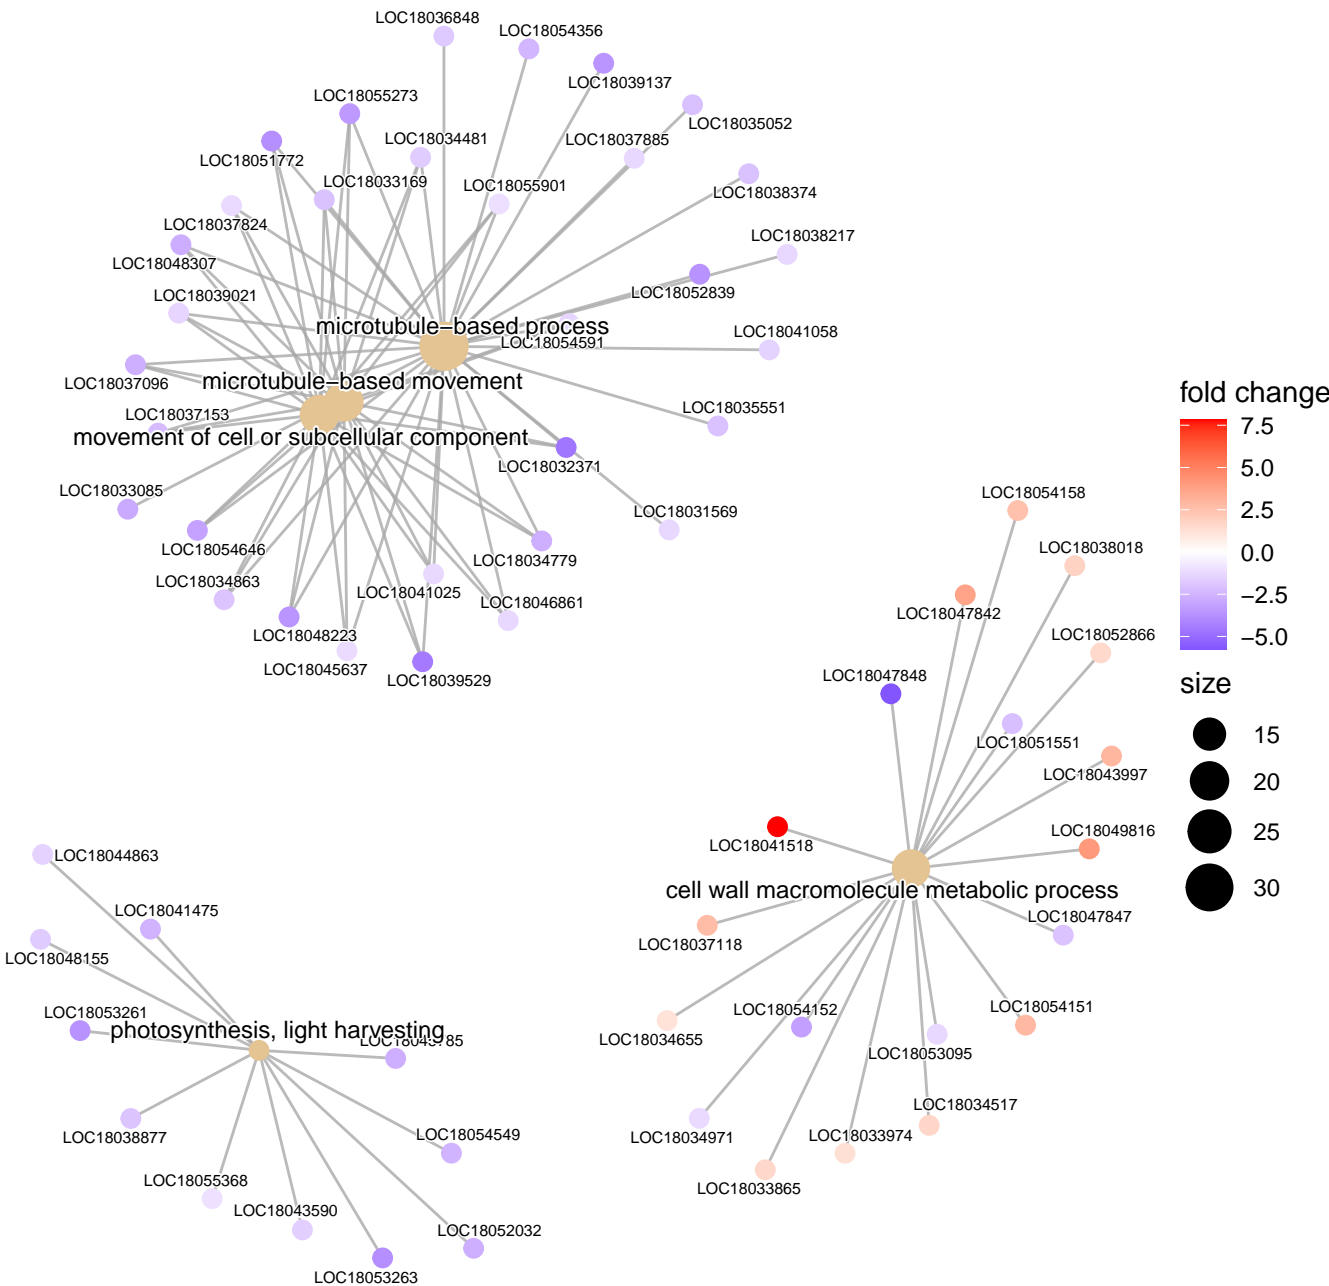 LOC18036848
LOC18054356
LOC18039137
LOC18055273
LOC18035052
LOC18034481
LOC18037885
LOC18051772
LOC18033169
LOC18055901
LOC18038374
LOC18037824
LOC18038217
LOC18048307
LOC18052839
LOC18039021
microtubule−based process
LOC18054591
LOC18041058
LOC18037096
microtubule−based movement
LOC18037153
LOC18035551
movement of cell or subcellular component
LOC18032371
LOC18033085
LOC18031569
LOC18054646
LOC18034779
LOC18034863
LOC18041025
LOC18046861
LOC18048223
LOC18045637
LOC18039529
fold change
7.5
5.0
2.5
0.0
−2.5
−5.0
size
15
20
25
30
LOC18054158
LOC18038018
LOC18047842
LOC18052866
LOC18047848
LOC18051551
LOC18043997
LOC18041518
LOC18049816
cell wall macromolecule metabolic process
LOC18047847
LOC18037118
LOC18054152
LOC18054151
LOC18034655
LOC18053095
LOC18034517
LOC18034971
LOC18033974
LOC18033865
LOC18044863
LOC18041475
LOC18048155
LOC18053261
photosynthesis, light harvesting
LOC18038877
LOC18054549
LOC18055368
LOC18043590
LOC18052032
LOC18053263